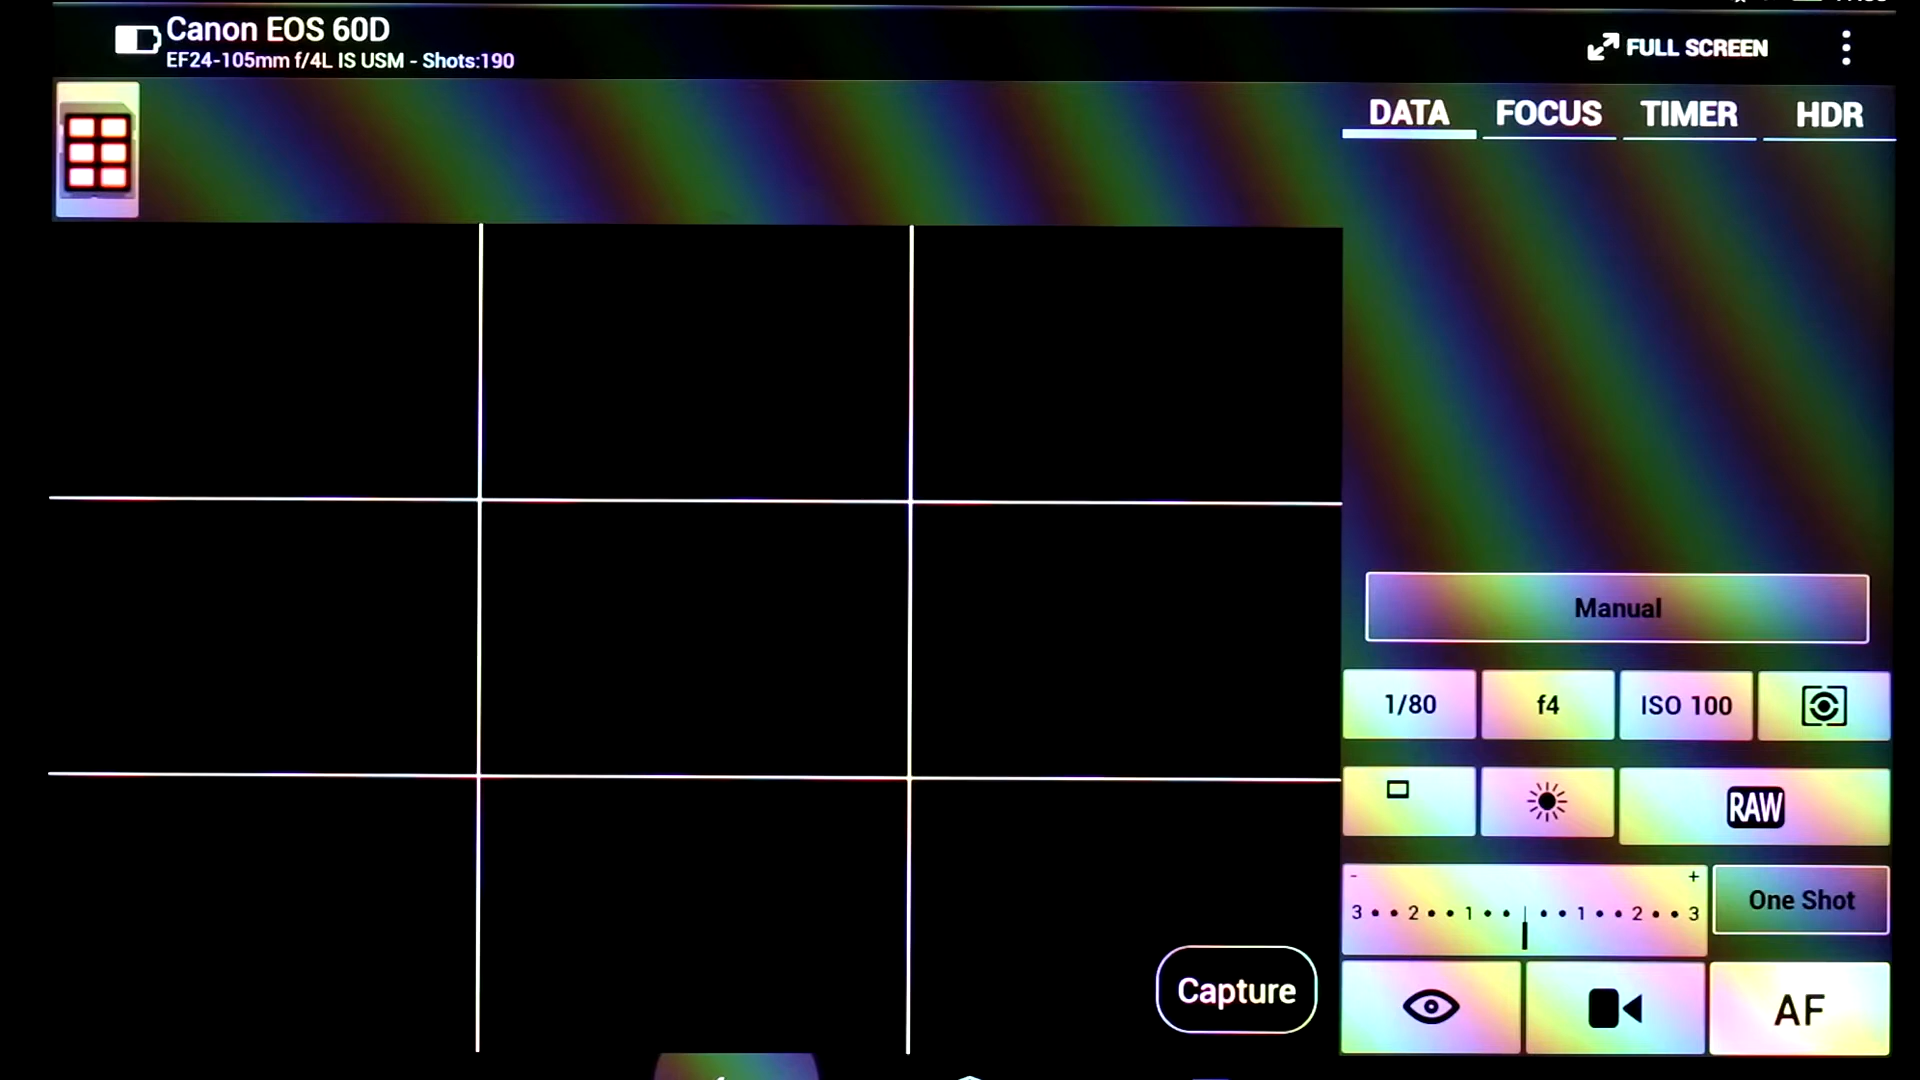 Canon EOS 60D
EF24-105mm f/4L IS USM - Shots:190
FULL SCREEN
DATA FOCUS TIMER HDR
Manual
1/80 f4 ISO 100
RAW
- +
3 • • 2 • • 1 • • | • • 1 • • 2 • • 3
One Shot
Capture
AF